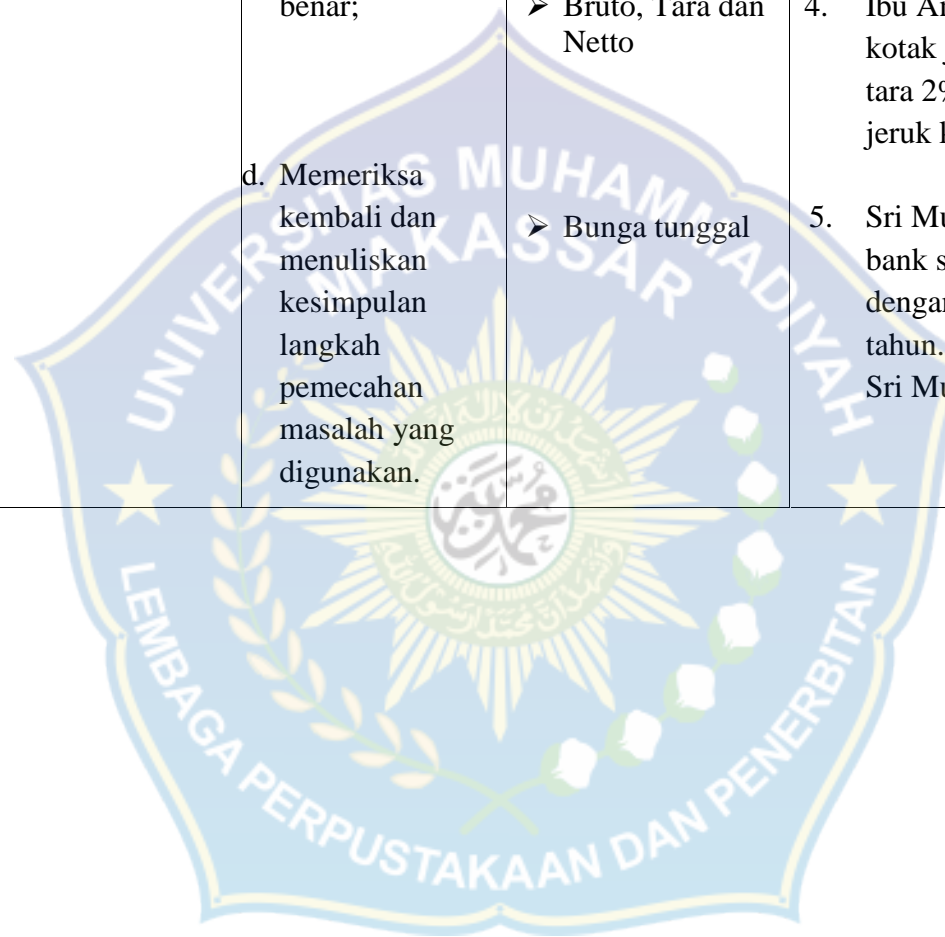 benar;
d. Memeriksa
kembali dan
menuliskan
kesimpulan
langkah
pemecahan
masalah yang
digunakan.
➢ Bruto, Tara dan
Netto
➢ Bunga tunggal
4. Ibu
kotak
tara
jeruk
5. Sri
bank
dengan
tahun.
Sri
UNIVERSITAS MUHAMMADIYAH
MAKASSAR
LEMBAGA PERPUSTAKAAN DAN PENERBITAN